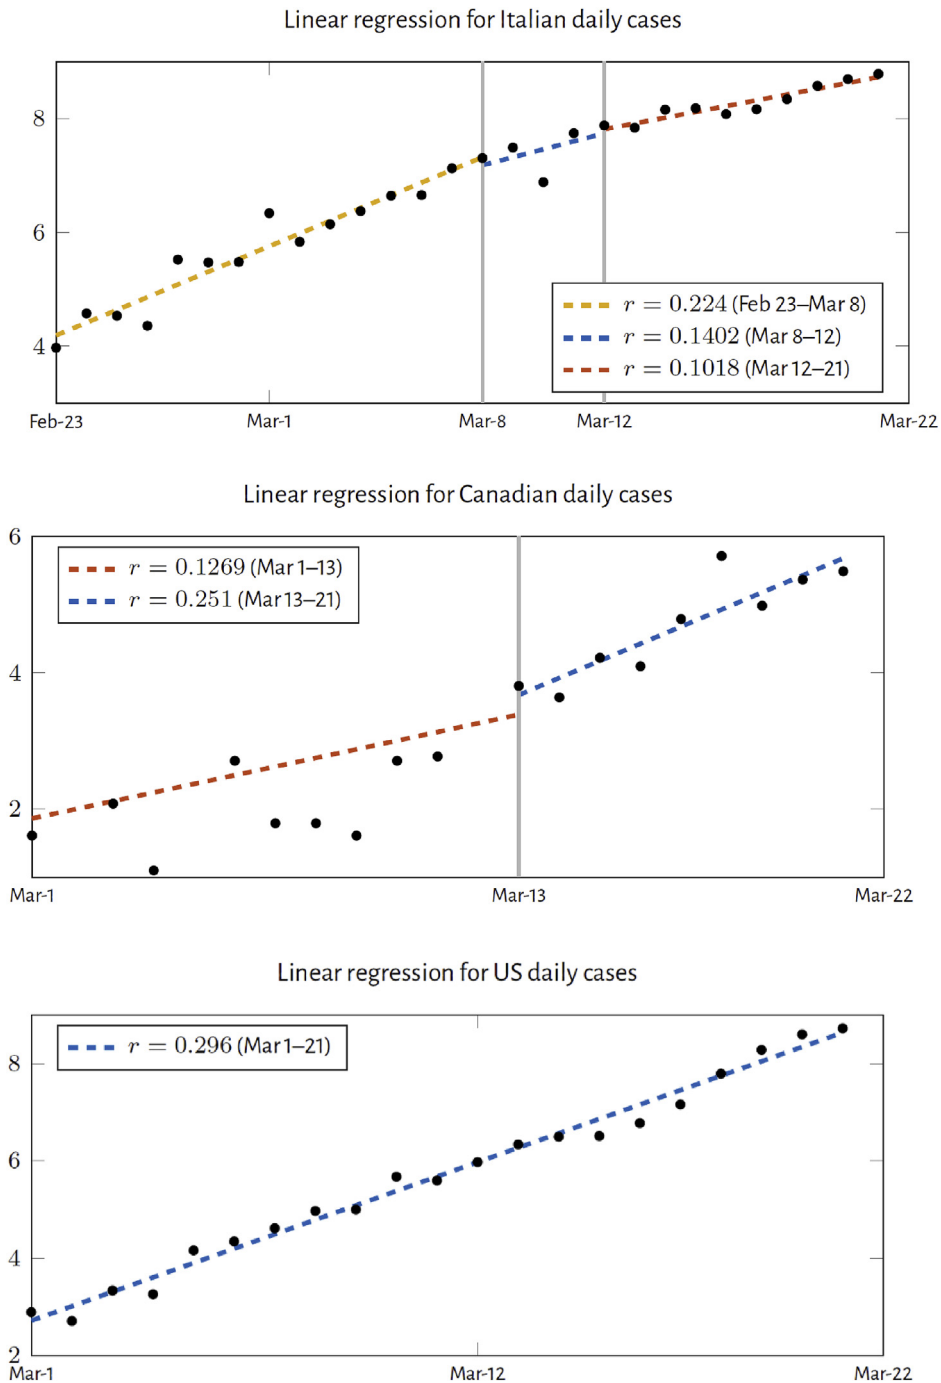 Linear regression for Italian daily cases
8
6
4
r = 0.224 (Feb 23–Mar 8)
r = 0.1402 (Mar 8–12)
r = 0.1018 (Mar 12–21)
Feb-23 Mar-1 Mar-8 Mar-12 Mar-22
Linear regression for Canadian daily cases
6
r = 0.1269 (Mar 1–13)
r = 0.251 (Mar 13–21)
4
2
Mar-1 Mar-13 Mar-22
Linear regression for US daily cases
r = 0.296 (Mar 1–21)
8
6
4
2
Mar-1 Mar-12 Mar-22